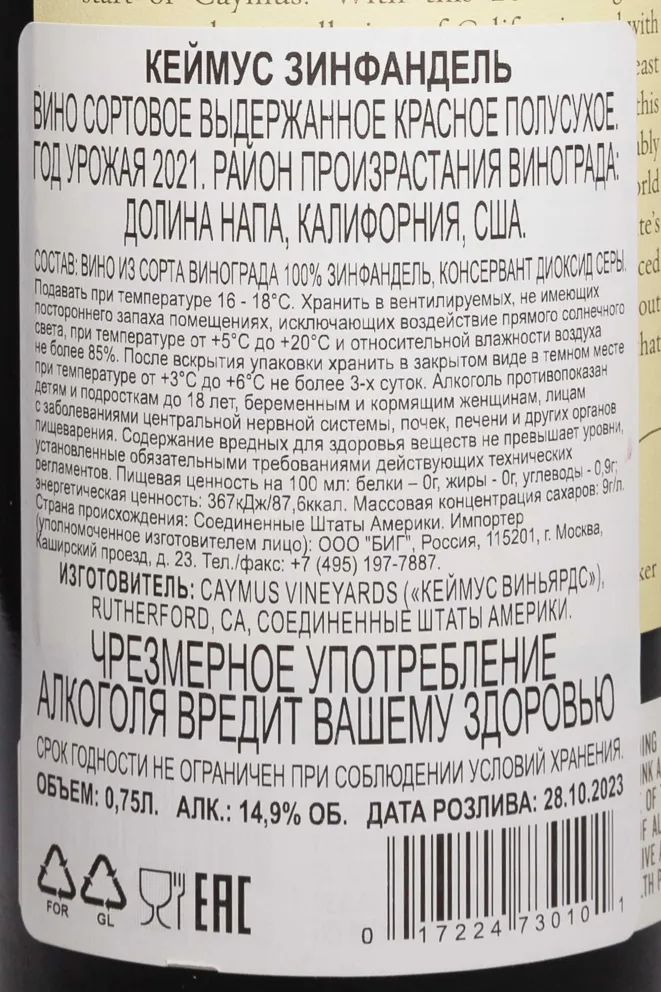 КЕЙМУС ЗИНФАНДЕЛЬ
ВИНО СОРТОВОЕ ВЫДЕРЖАННОЕ КРАСНОЕ ПОЛУСУХОЕ.
ГОД УРОЖАЯ 2021. РАЙОН ПРОИЗРАСТАНИЯ ВИНОГРАДА:
ДОЛИНА НАПА, КАЛИФОРНИЯ, США.
СОСТАВ: ВИНО ИЗ СОРТА ВИНОГРАДА 100% ЗИНФАНДЕЛЬ, КОНСЕРВАНТ ДИОКСИД СЕРЫ.
Подавать при температуре 16 - 18°С. Хранить в вентилируемых, не имеющих
постороннего запаха помещениях, исключающих воздействие прямого солнечного
света, при температуре от +5°С до +20°С и относительной влажности воздуха
не более 85%. После вскрытия упаковки хранить в закрытом виде в темном месте
при температуре от +3°С до +6°С не более 3-х суток. Алкоголь противопоказан
детям и подросткам до 18 лет, беременным и кормящим женщинам, лицам
с заболеваниями центральной нервной системы, почек, печени и других органов
пищеварения. Содержание вредных для здоровья веществ не превышает уровни,
установленные обязательными требованиями действующих технических
регламентов. Пищевая ценность на 100 мл: белки – 0г, жиры - 0г, углеводы - 0,9г;
энергетическая ценность: 367кДж/87,6ккал. Массовая концентрация сахаров: 9г/л.
Страна происхождения: Соединенные Штаты Америки. Импортер
(уполномоченное изготовителем лицо): ООО "БИГ", Россия, 115201, г. Москва,
Каширский проезд, д. 23. Тел./факс: +7 (495) 197-7887.
ИЗГОТОВИТЕЛЬ: CAYMUS VINEYARDS («КЕЙМУС ВИНЬЯРДС»),
RUTHERFORD, CA, СОЕДИНЕННЫЕ ШТАТЫ АМЕРИКИ.
ЧРЕЗМЕРНОЕ УПОТРЕБЛЕНИЕ
АЛКОГОЛЯ ВРЕДИТ ВАШЕМУ ЗДОРОВЬЮ
СРОК ГОДНОСТИ НЕ ОГРАНИЧЕН ПРИ СОБЛЮДЕНИИ УСЛОВИЙ ХРАНЕНИЯ.
ОБЪЕМ: 0,75Л. АЛК.: 14,9% ОБ. ДАТА РОЗЛИВА: 28.10.2023
FOR GL EAC
0 17224 73010 1